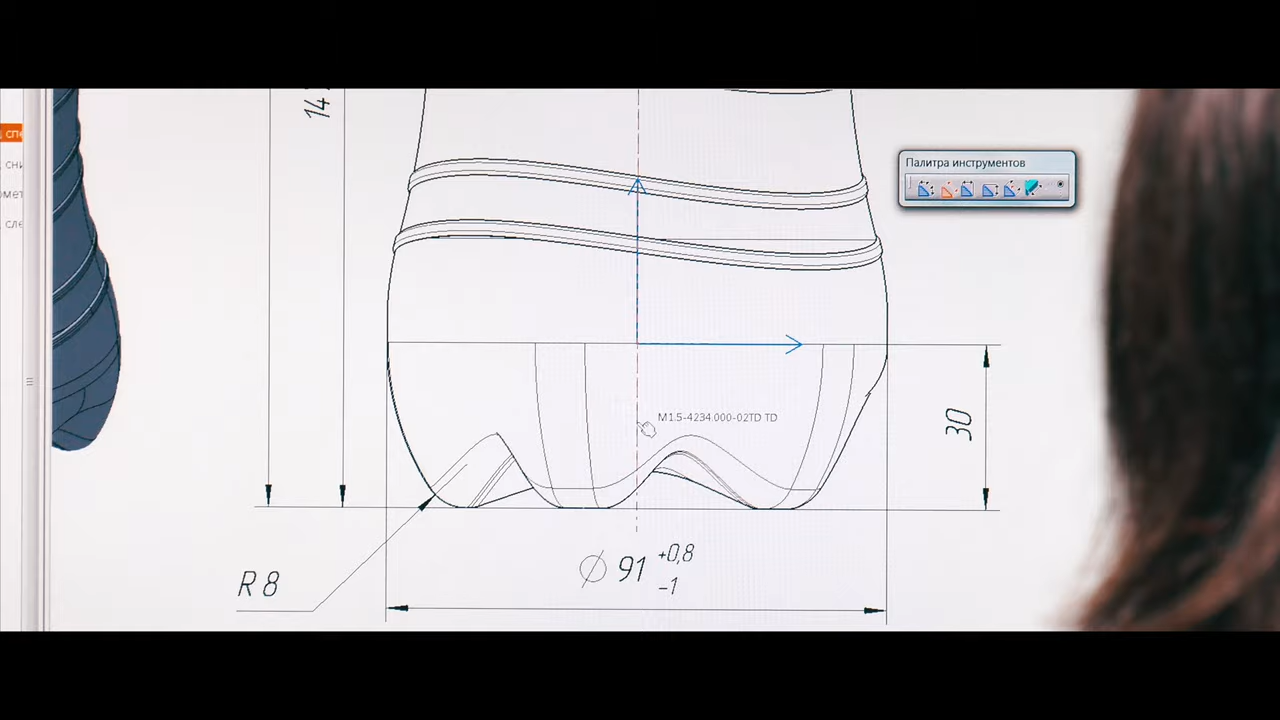 14
Палитра инструментов
M1.5-4234.000-02TD TD
30
Ø 91 +0,8
-1
R 8